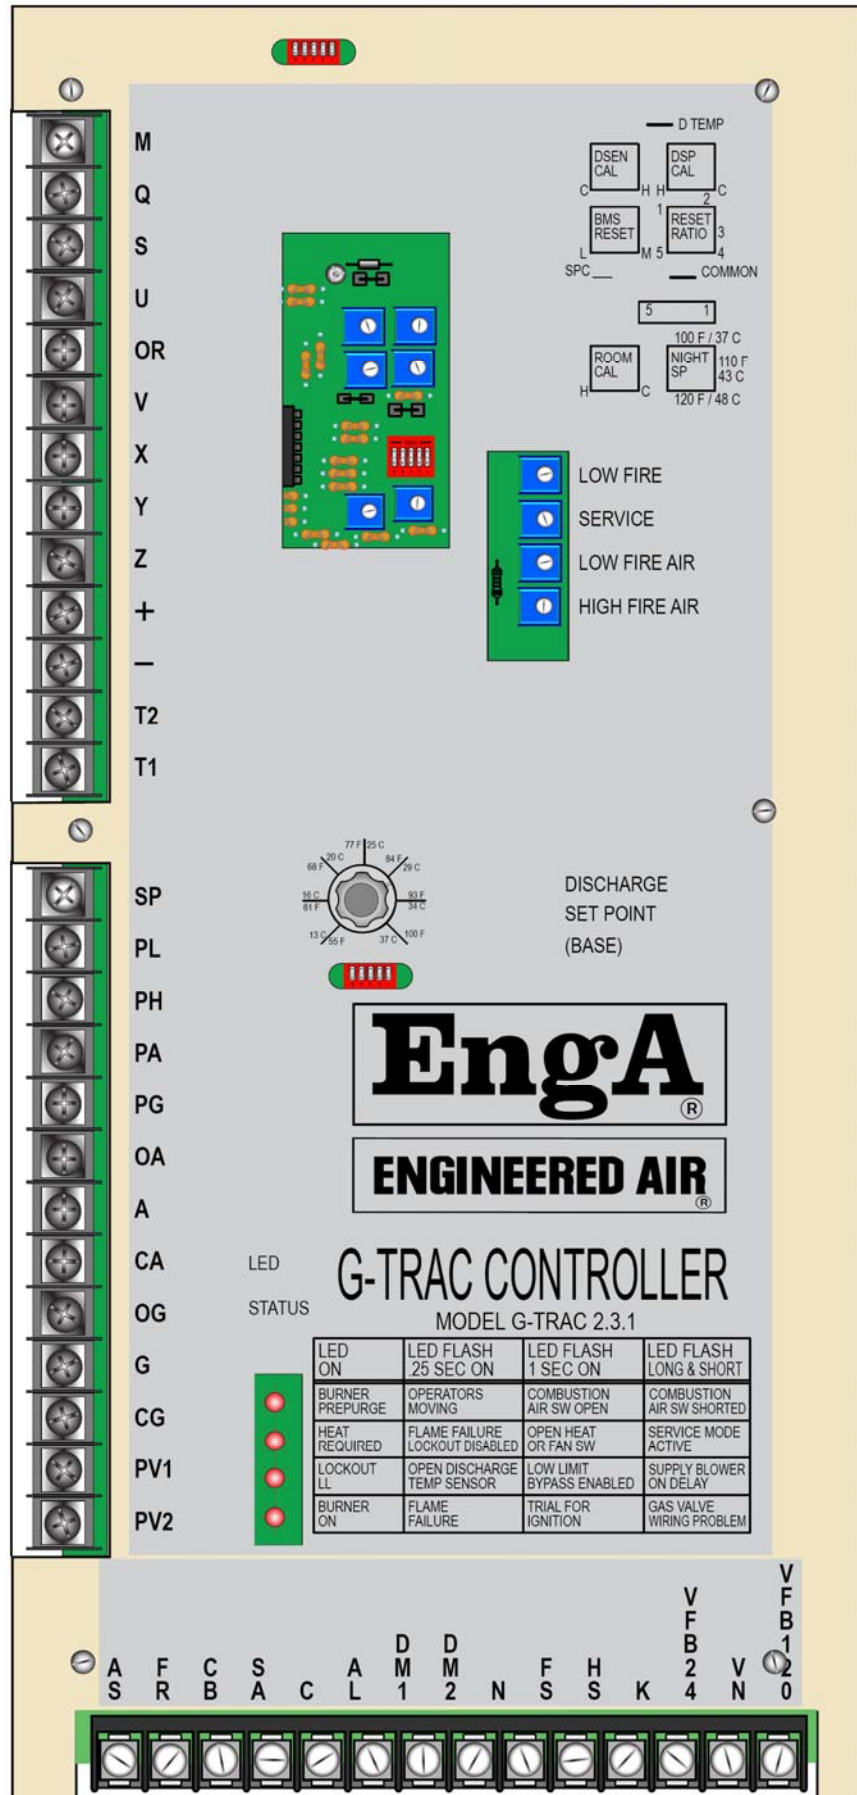 D TEMP
DSEN
CAL
DSP
CAL
C
H
H
C
2
1
BMS
RESET
RESET
RATIO
3
L
M
5
4
SPC
COMMON
5
1
100 F / 37 C
ROOM
CAL
NIGHT
SP
110 F
43 C
H
C
120 F / 48 C
M
Q
S
U
OR
V
X
Y
Z
+
−
T2
T1
LOW FIRE
SERVICE
LOW FIRE AIR
HIGH FIRE AIR
77 F
25 C
20 C
68 F
84 F
29 C
16 C
61 F
93 F
34 C
13 C
55 F
37 C
100 F
DISCHARGE
SET POINT
(BASE)
SP
PL
PH
PA
PG
OA
A
CA
OG
G
CG
PV1
PV2
EngA
®
ENGINEERED AIR
®
LED
STATUS
G-TRAC CONTROLLER
MODEL G-TRAC 2.3.1
LED
ON
LED FLASH
.25 SEC ON
LED FLASH
1 SEC ON
LED FLASH
LONG & SHORT
BURNER
PREPURGE
OPERATORS
MOVING
COMBUSTION
AIR SW OPEN
COMBUSTION
AIR SW SHORTED
HEAT
REQUIRED
FLAME FAILURE
LOCKOUT DISABLED
OPEN HEAT
OR FAN SW
SERVICE MODE
ACTIVE
LOCKOUT
LL
OPEN DISCHARGE
TEMP SENSOR
LOW LIMIT
BYPASS ENABLED
SUPPLY BLOWER
ON DELAY
BURNER
ON
FLAME
FAILURE
TRIAL FOR
IGNITION
GAS VALVE
WIRING PROBLEM
AS
FR
CB
SA
C
AL
DM1
DM2
N
FS
HS
K
VFB24
VN
VFB120